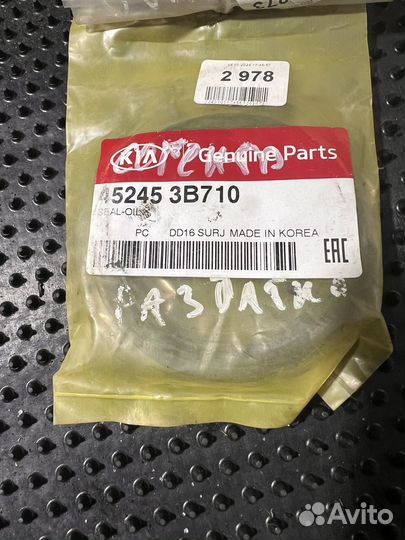 2 978
KIA Genuine Parts
45245 3B710
SEAL-OIL
PC DD16 SURJ MADE IN KOREA
EAC
РАЗДАТКА
Avito